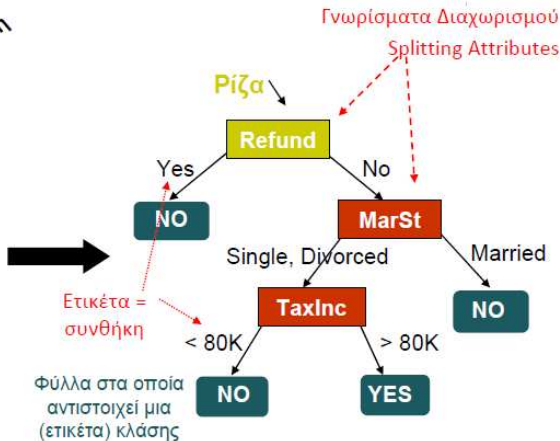 Γνωρίσματα Διαχωρισμού
Splitting Attributes
Ρίζα
Refund
Yes
No
NO
MarSt
Single, Divorced
Married
Ετικέτα =
συνθήκη
TaxInc
NO
< 80K
> 80K
Φύλλα στα οποία
αντιστοιχεί μια
(ετικέτα) κλάσης
NO
YES